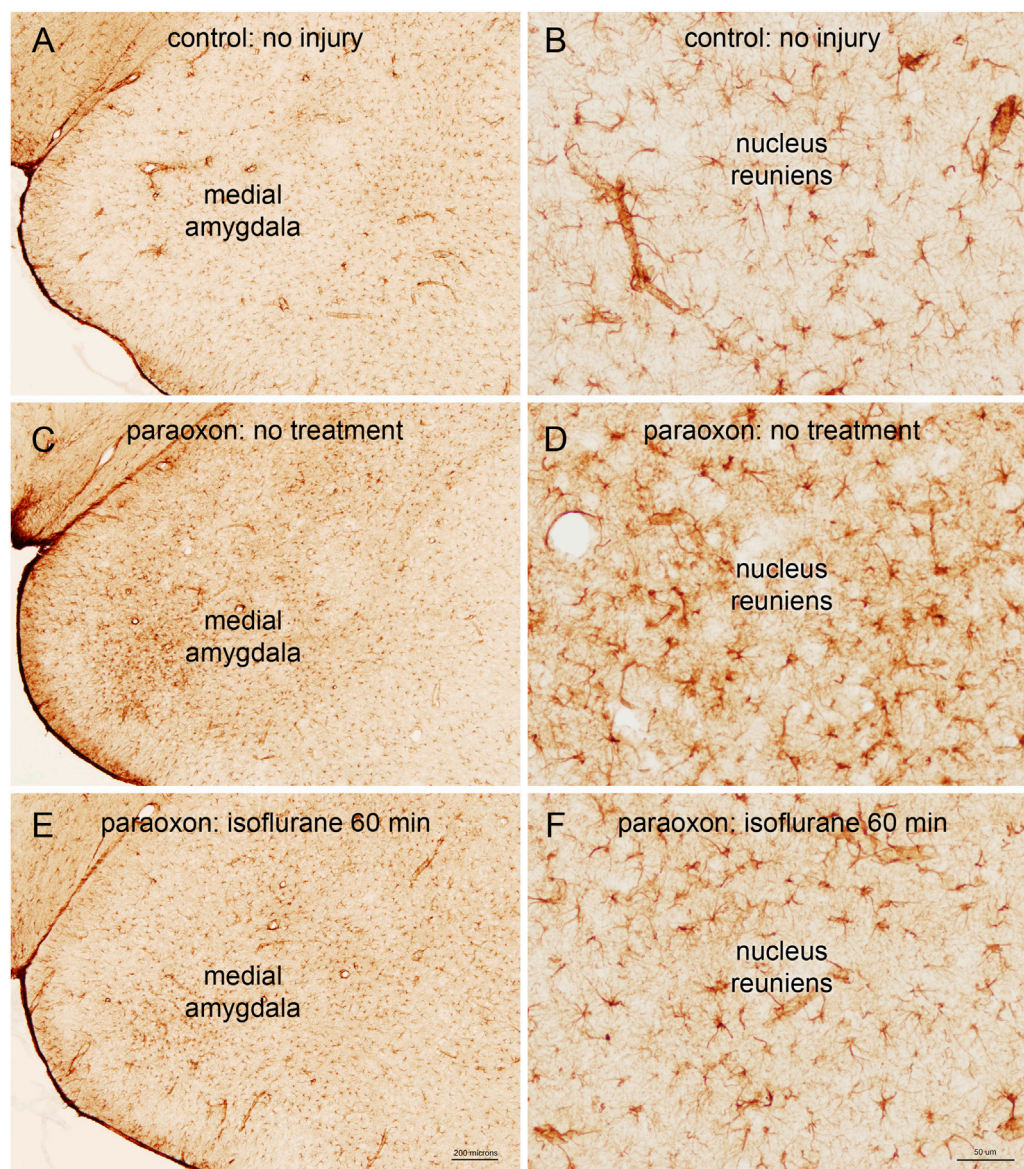 A
control: no injury
medial
amygdala
B
control: no injury
nucleus
reuniens
C
paraoxon: no treatment
medial
amygdala
D
paraoxon: no treatment
nucleus
reuniens
E
paraoxon: isoflurane 60 min
medial
amygdala
200 microns
F
paraoxon: isoflurane 60 min
nucleus
reuniens
50 um